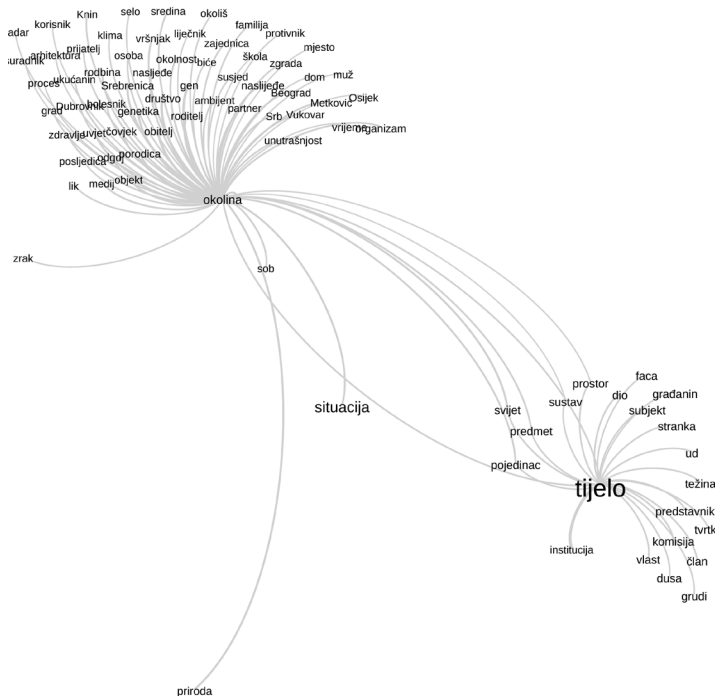 Knin
selo
sredina
okoliš
adar
korisnik
klima
vršnjak
liječnik
familija
protivnik
suradnik
arhitektura
prijatelj
osoba
okolnost
biće
zajednica
škola
mjesto
zgrada
proces
ukućanin
rodbina
Srebrenica
nasljeđe
gen
susjed
naslijeđe
dom
muž
Beograd
grad
Dubrovnik
bolesnik
genetika
društvo
ambijent
roditelj
partner
Srb
Vukovar
Metković
Osijek
zdravlje
uvjet
čovjek
obitelj
unutrašnjost
vrijeme
organizam
posljedica
odgoj
porodica
lik
medij
objekt
okolina
zrak
sob
situacija
svijet
predmet
pojedinac
prostor
sustav
dio
faca
građanin
subjekt
stranka
ud
tijelo
težina
predstavnik
tvrtk
komisija
institucija
vlast
član
dusa
grudi
priroda